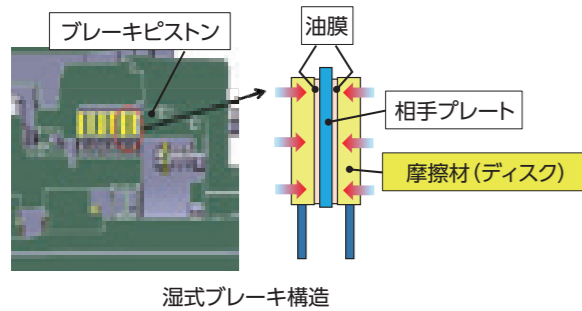 ブレーキピストン
油膜
相手プレート
摩擦材(ディスク)
湿式ブレーキ構造